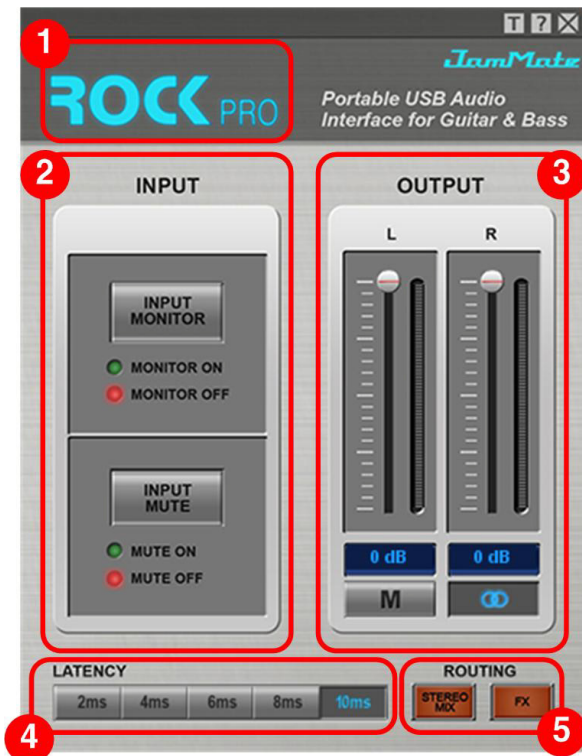 T ? X
1
JamMate
ROCK PRO
Portable USB Audio
Interface for Guitar & Bass
2
INPUT
INPUT
MONITOR
MONITOR ON
MONITOR OFF
INPUT
MUTE
MUTE ON
MUTE OFF
3
OUTPUT
L R
0 dB 0 dB
M
LATENCY
2ms 4ms 6ms 8ms 10ms
4
ROUTING
STEREO
MIX
FX
5